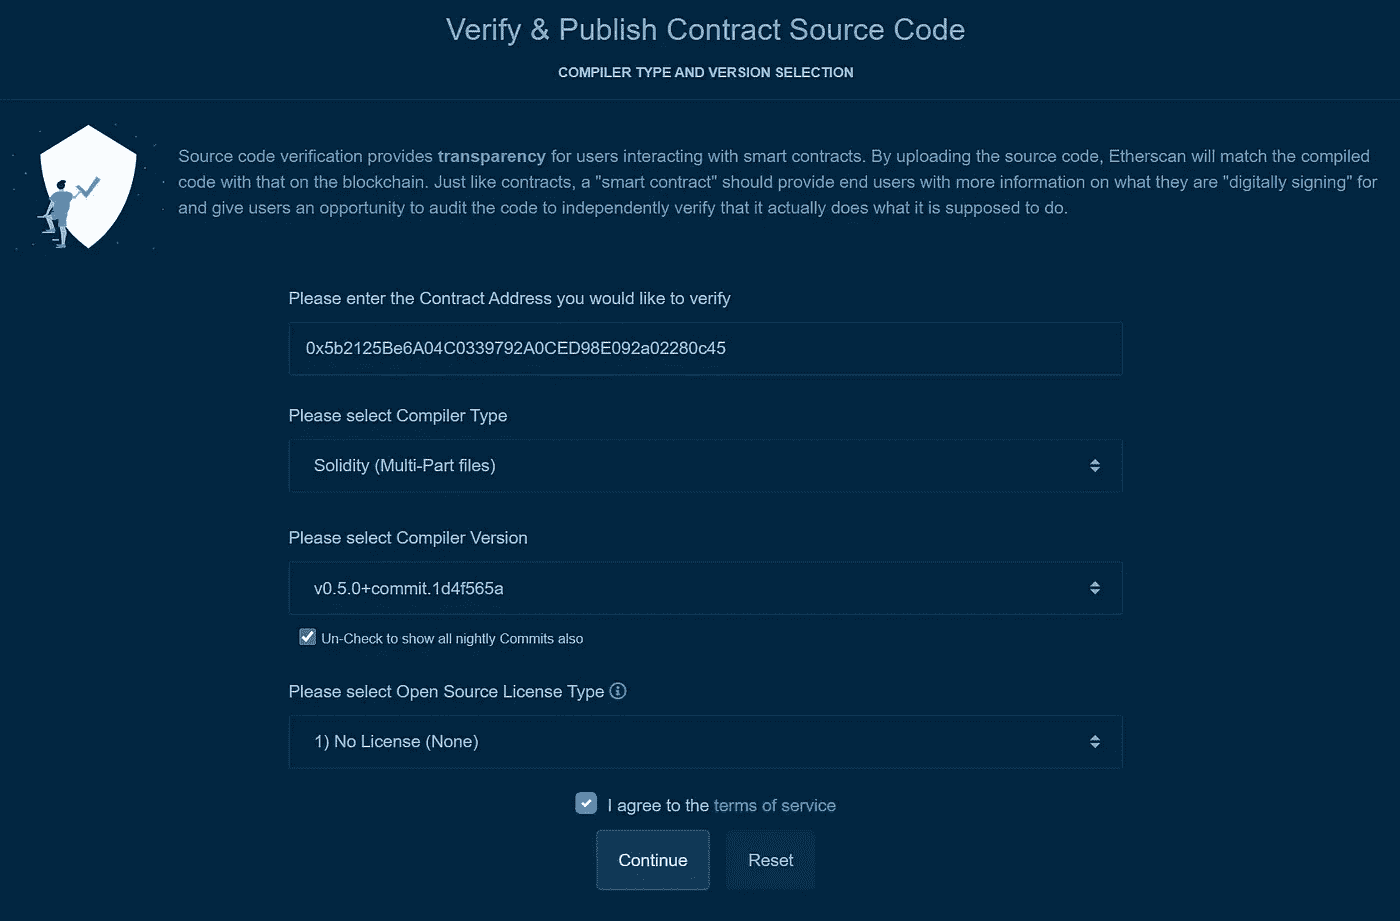 Verify & Publish Contract Source Code
COMPILER TYPE AND VERSION SELECTION
Source code verification provides transparency for users interacting with smart contracts. By uploading the source code, Etherscan will match the compiled
code with that on the blockchain. Just like contracts, a "smart contract" should provide end users with more information on what they are "digitally signing" for
and give users an opportunity to audit the code to independently verify that it actually does what it is supposed to do.
Please enter the Contract Address you would like to verify
0x5b2125Be6A04C0339792A0CED98E092a02280c45
Please select Compiler Type
Solidity (Multi-Part files)
Please select Compiler Version
v0.5.0+commit.1d4f565a
Un-Check to show all nightly Commits also
Please select Open Source License Type
1) No License (None)
I agree to the terms of service
Continue
Reset